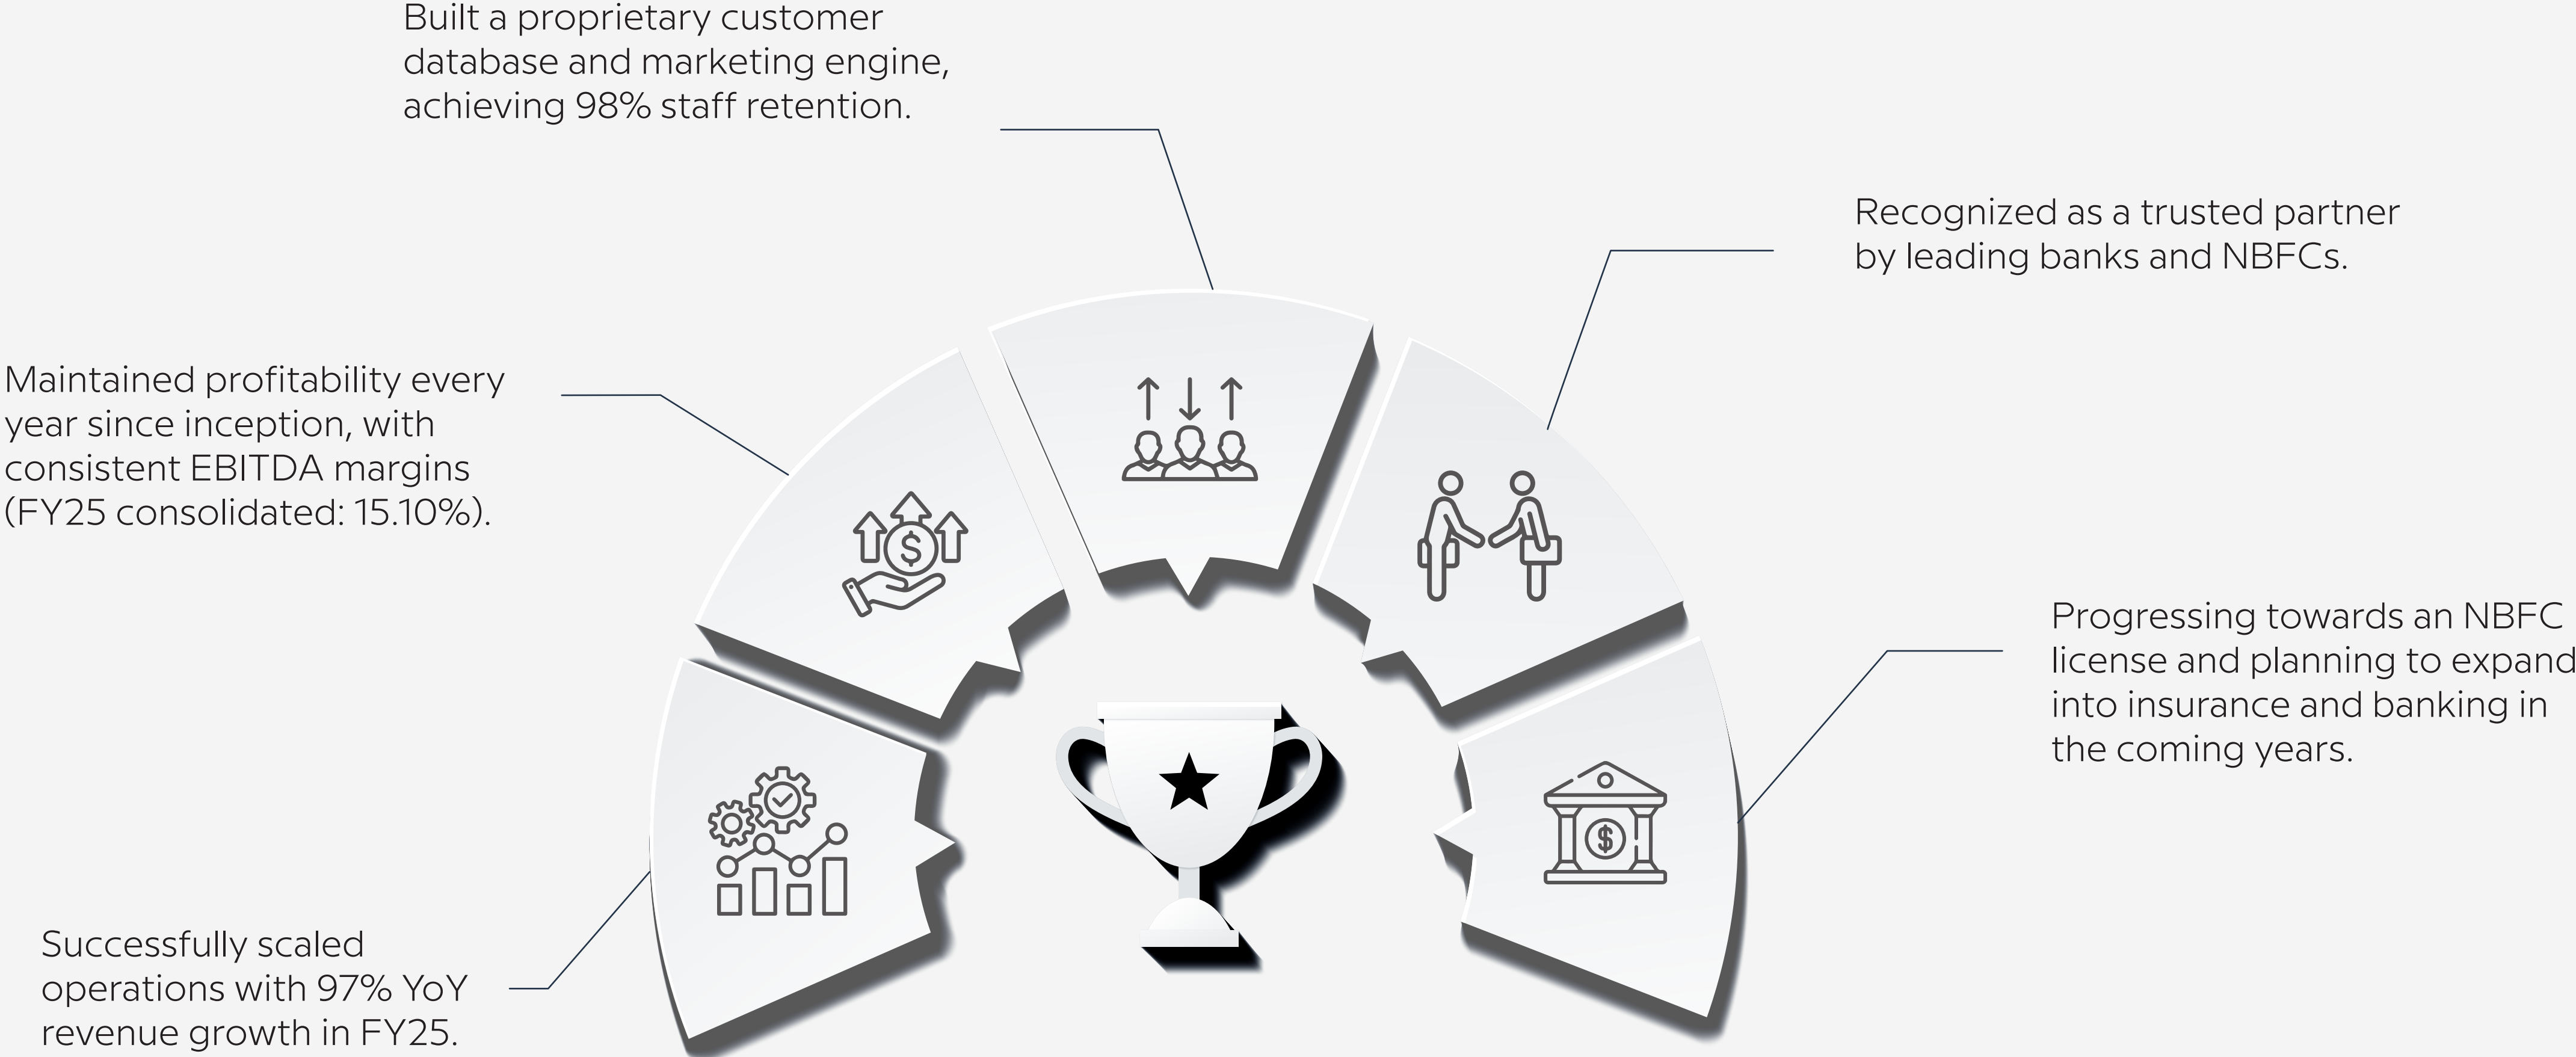 Built a proprietary customer
database and marketing engine,
achieving 98% staff retention.
Recognized as a trusted partner
by leading banks and NBFCs.
Maintained profitability every
year since inception, with
consistent EBITDA margins
(FY25 consolidated: 15.10%).
Progressing towards an NBFC
license and planning to expand
into insurance and banking in
the coming years.
Successfully scaled
operations with 97% YoY
revenue growth in FY25.
$
$